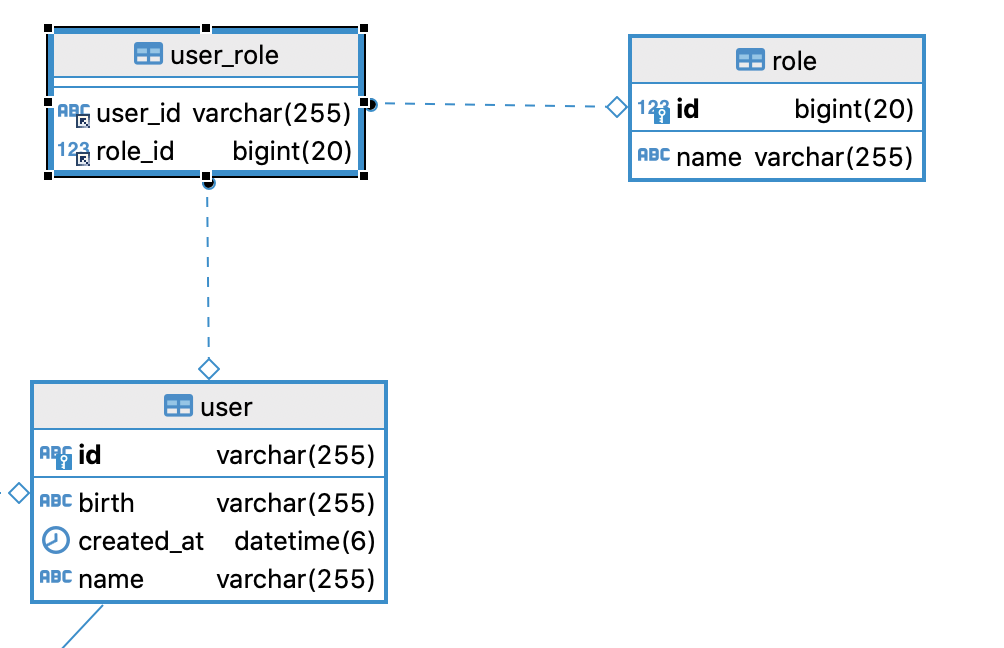 user_role
ABC user_id varchar(255)
123 role_id bigint(20)
role
123 id bigint(20)
ABC name varchar(255)
user
ABC id varchar(255)
ABC birth varchar(255)
created_at datetime(6)
ABC name varchar(255)